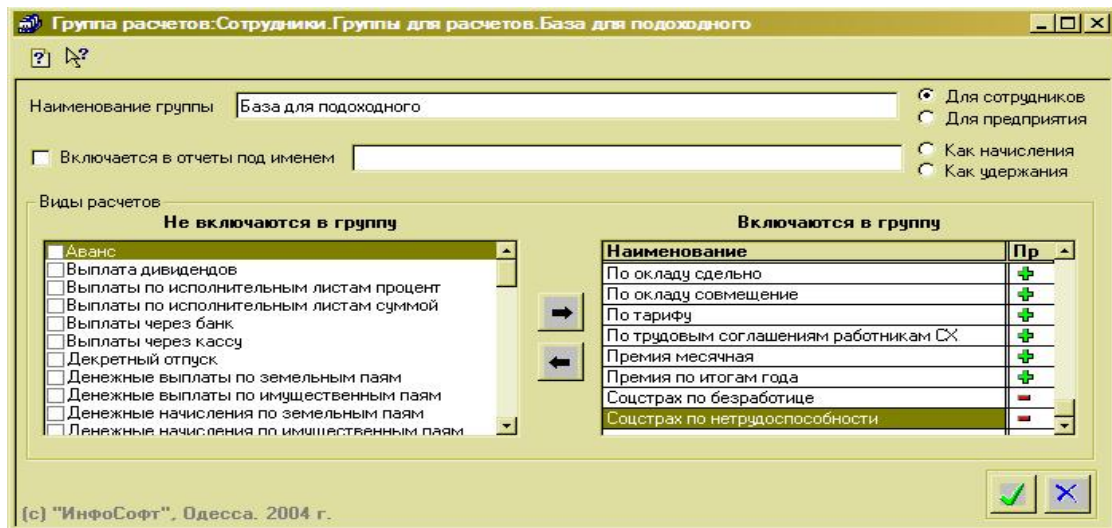 Группа расчетов:Сотрудники.Группы для расчетов.База для подоходного
Наименование группы База для подоходного
Для сотрудников
Для предприятия
Включается в отчеты под именем
Как начисления
Как удержания
Виды расчетов
Не включаются в группу
Аванс
Выплата дивидендов
Выплаты по исполнительным листам процент
Выплаты по исполнительным листам суммой
Выплаты через банк
Выплаты через кассу
Декретный отпуск
Денежные выплаты по земельным паям
Денежные выплаты по имущественным паям
Денежные начисления по земельным паям
Денежные начисления по имущественным паям
Включаются в группу
Наименование Пр
По окладу сдельно
По окладу совмещение
По тарифу
По трудовым соглашениям работникам СХ
Премия месячная
Премия по итогам года
Соцстрах по безработице
Соцстрах по нетрудоспособности
(c) "ИнфоСофт", Одесса. 2004 г.